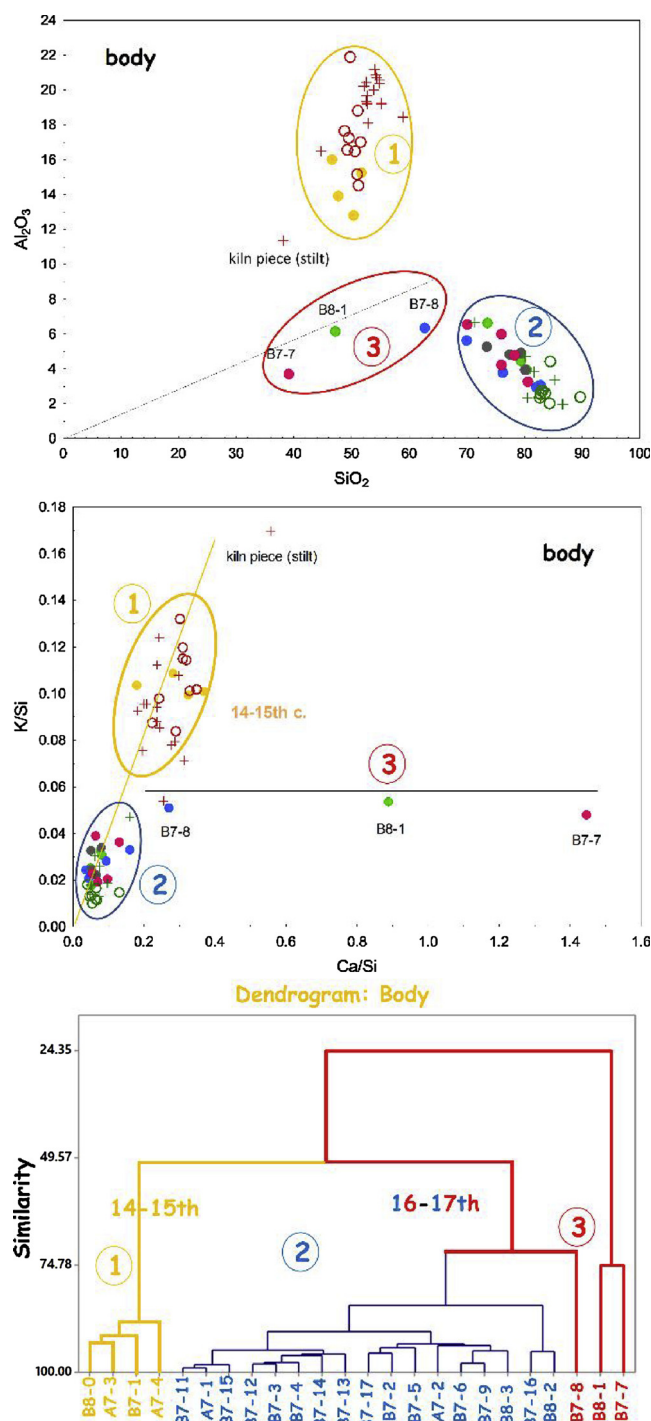 body
24
22
20
18
16
14
12
10
8
6
4
2
0
Al₂O₃
1
kiln piece (stilt)
B8-1
B7-8
B7-7
3
2
0 10 20 30 40 50 60 70 80 90 100
SiO₂
0.18
0.16
0.14
0.12
0.10
0.08
0.06
0.04
0.02
0.00
K/Si
kiln piece (stilt)
body
1
14-15th c.
3
B7-8
B8-1
B7-7
2
0.0 0.2 0.4 0.6 0.8 1.0 1.2 1.4 1.6
Ca/Si
Dendrogram: Body
24.35
49.57
74.78
100.00
Similarity
14-15th
16-17th
1
2
3
B8-0
A7-3
B7-1
A7-4
B7-11
A7-1
B7-15
B7-12
B7-3
B7-4
B7-14
B7-13
B7-17
B7-2
B7-5
A7-2
B7-6
B7-9
B8-3
B7-16
B8-2
B7-8
B8-1
B7-7